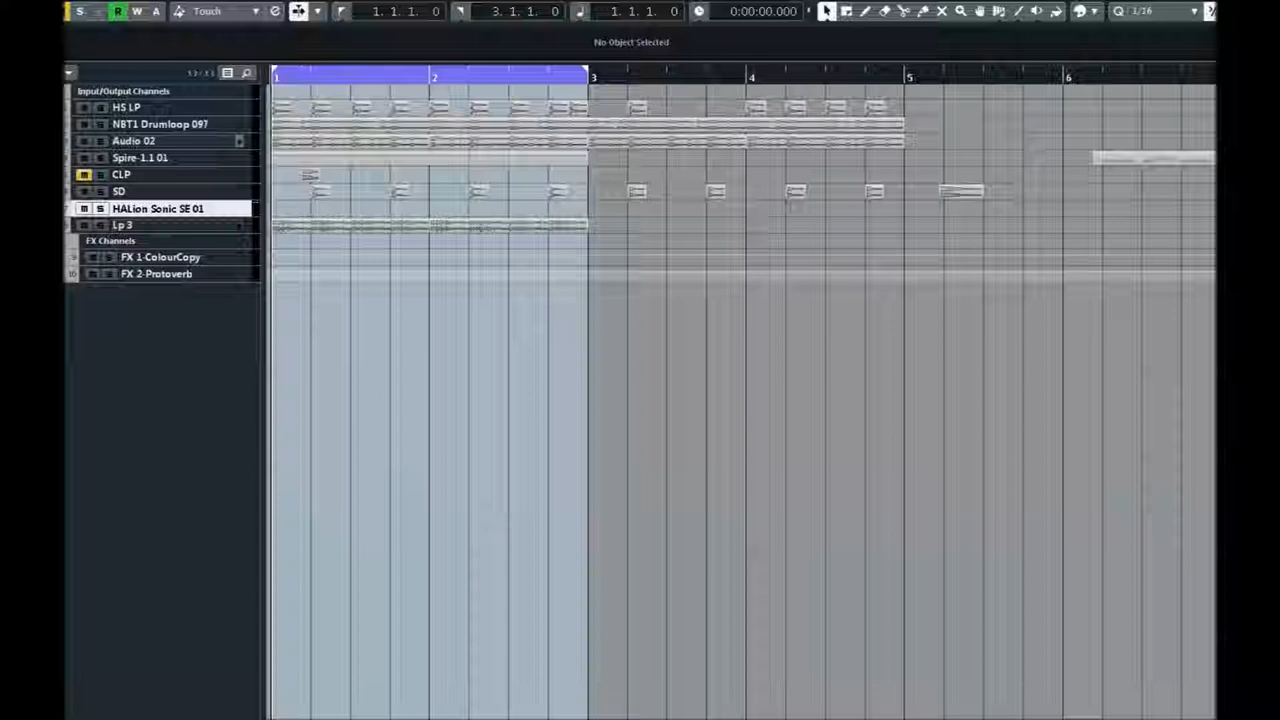 S R W A Touch 1. 1. 1. 0 3. 1. 1. 0 1. 1. 1. 0 0:00:00.000 Q 1/16
No Object Selected
1 2 3 4 5 6
Input/Output Channels
HS LP
NBT1 Drumloop 097
Audio 02
Spire-1.1 01
m CLP
SD
m S HALion Sonic SE 01
Lp 3
FX Channels
9 FX 1-ColourCopy
10 FX 2-Protoverb